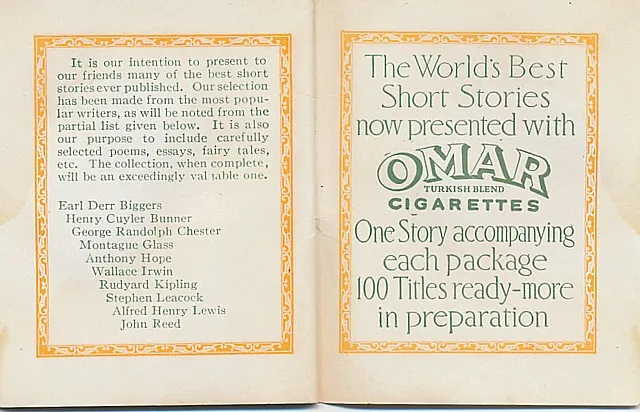 It is our intention to present to
our friends many of the best short
stories ever published. Our selection
has been made from the most popu-
lar writers, as will be noted from the
partial list given below. It is also
our purpose to include carefully
selected poems, essays, fairy tales,
etc. The collection, when complete,
will be an exceedingly valuable one.
Earl Derr Biggers
Henry Cuyler Bunner
George Randolph Chester
Montague Glass
Anthony Hope
Wallace Irwin
Rudyard Kipling
Stephen Leacock
Alfred Henry Lewis
John Reed
The World's Best
Short Stories
now presented with
OMAR
TURKISH BLEND
CIGARETTES
One Story accompanying
each package
100 Titles ready-more
in preparation